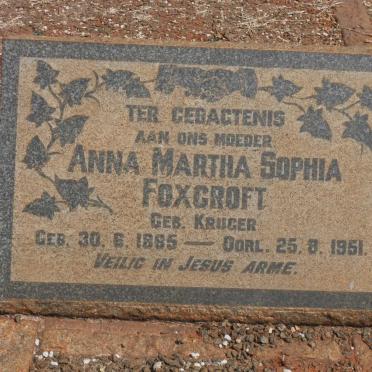 TER GEDACTENIS
AAN ONS MOEDER
ANNA MARTHA SOPHIA
FOXCROFT
GEB. KRUGER
GEB. 30. 6. 1865 — OORL. 25. 8. 1951.
VEILIG IN JESUS ARME.